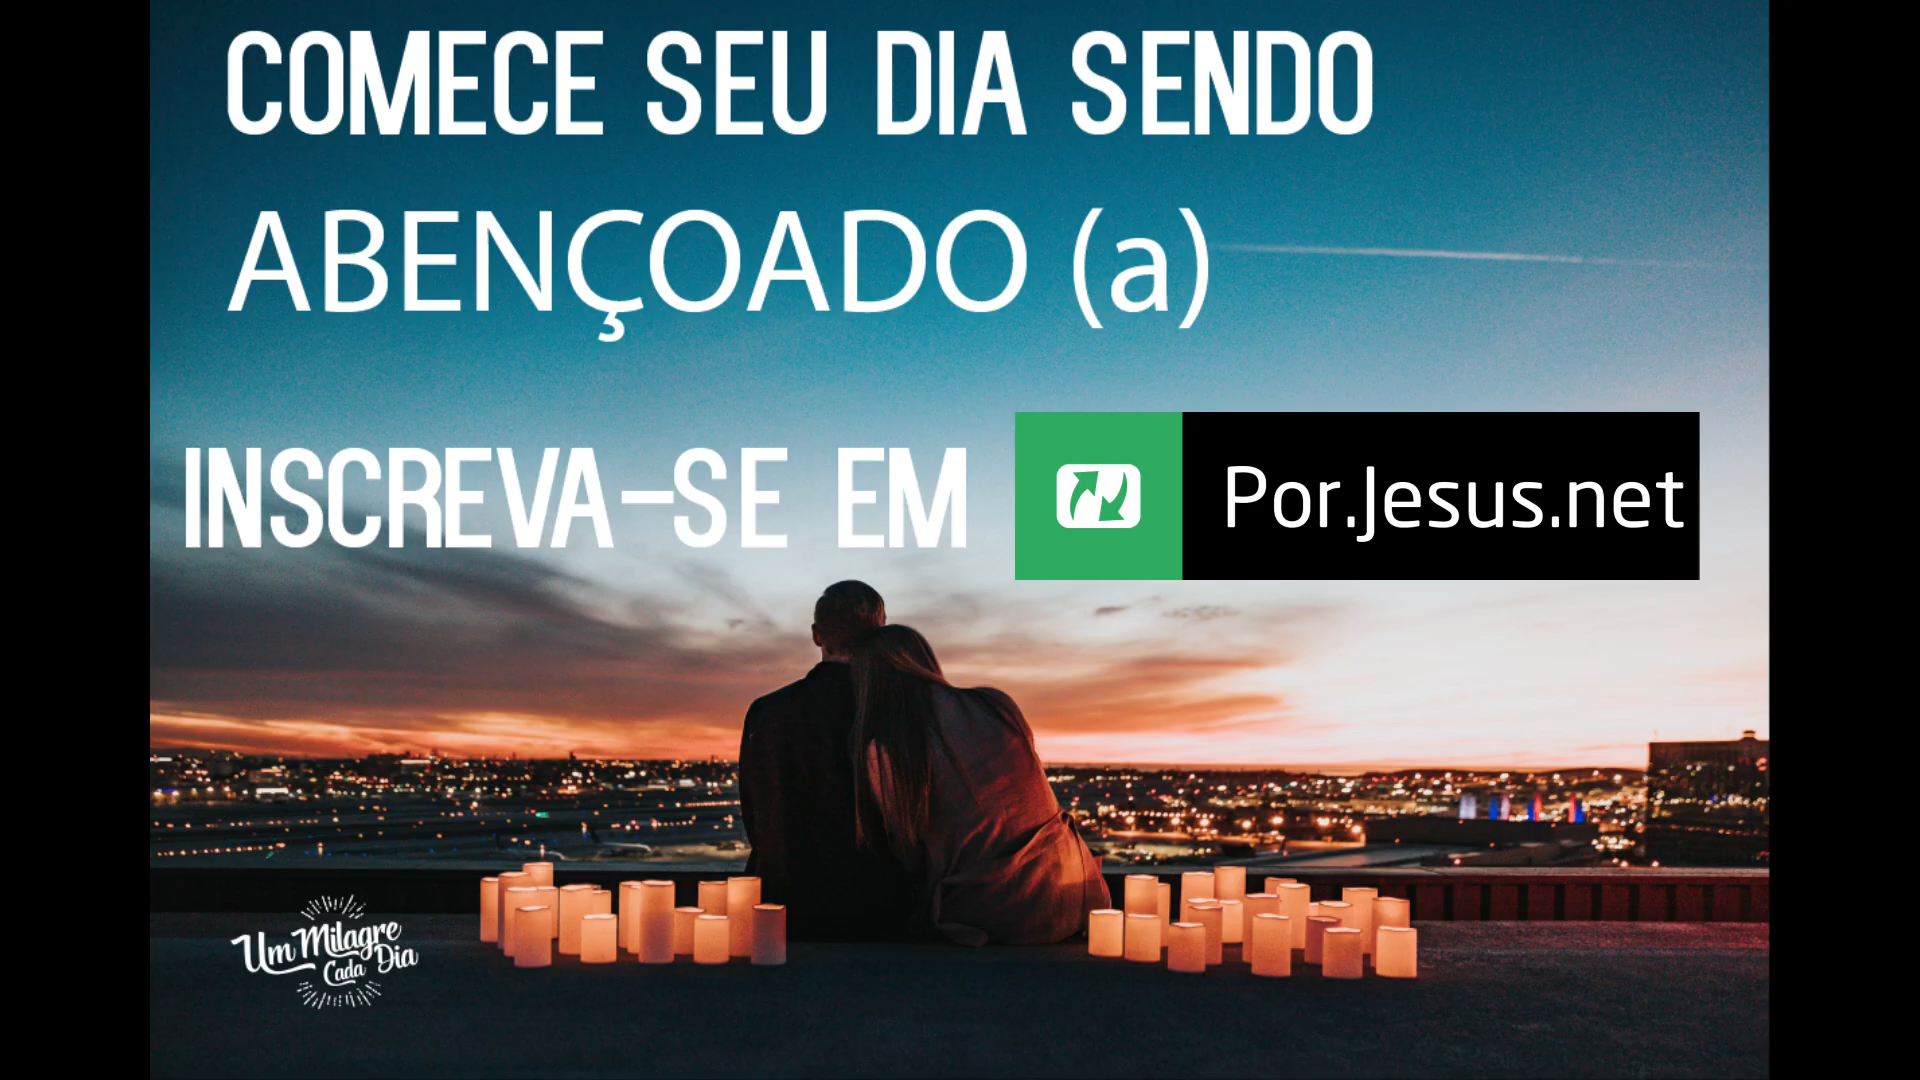 COMECE SEU DIA SENDO
ABENÇOADO (a)
INSCREVA-SE EM
Por.Jesus.net
Um Milagre
Cada Dia